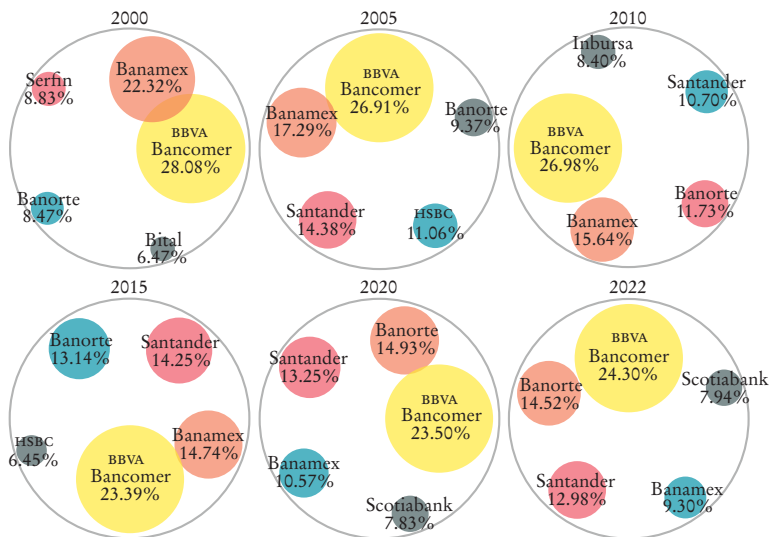 2000
Serfin
8.83%
Banamex
22.32%
BBVA
Bancomer
28.08%
Banorte
8.47%
Bital
6.47%
2005
BBVA
Bancomer
26.91%
Banamex
17.29%
Banorte
9.37%
Santander
14.38%
HSBC
11.06%
2010
Inbursa
8.40%
Santander
10.70%
BBVA
Bancomer
26.98%
Banorte
11.73%
Banamex
15.64%
2015
Banorte
13.14%
Santander
14.25%
HSBC
6.45%
BBVA
Bancomer
23.39%
Banamex
14.74%
2020
Banorte
14.93%
Santander
13.25%
BBVA
Bancomer
23.50%
Banamex
10.57%
Scotiabank
7.83%
2022
BBVA
Bancomer
24.30%
Scotiabank
7.94%
Banorte
14.52%
Santander
12.98%
Banamex
9.30%